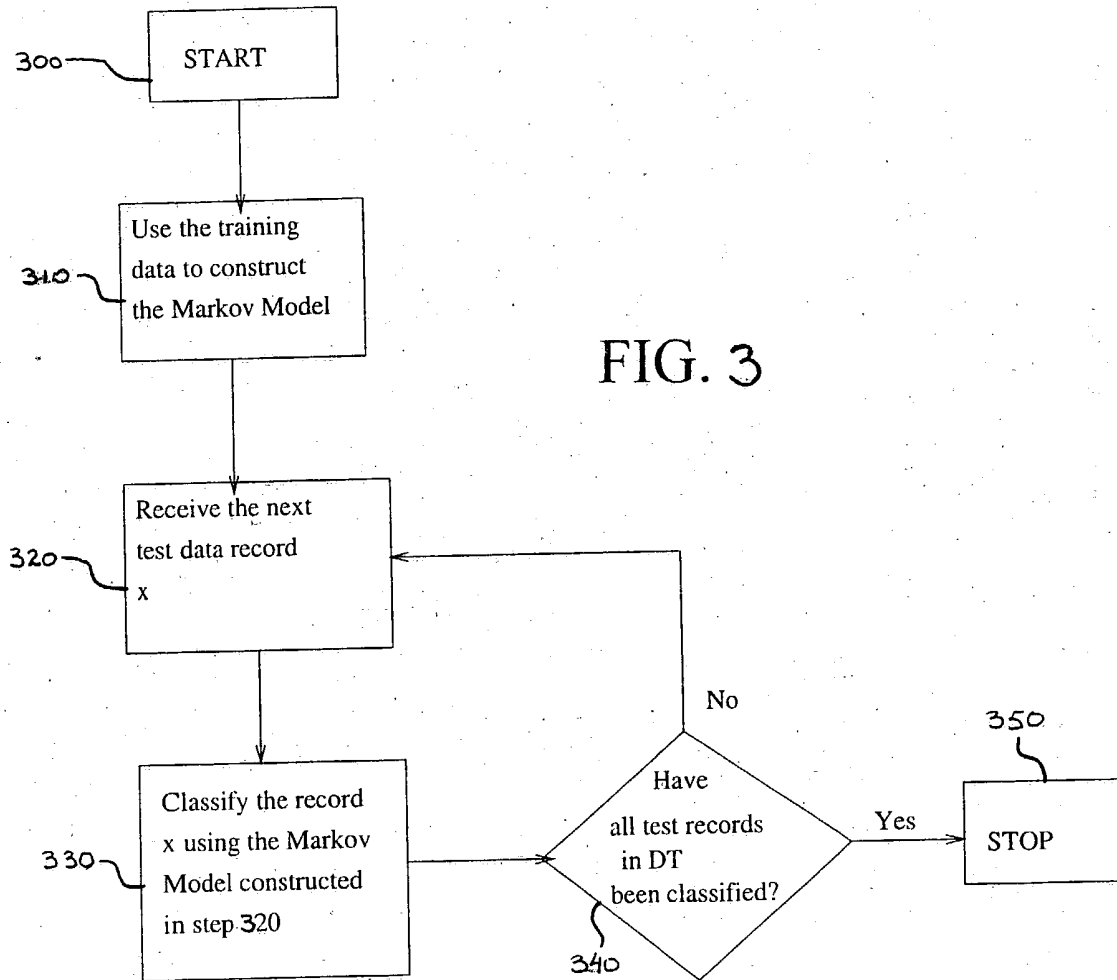 300
START
310
Use the training
data to construct
the Markov Model
FIG. 3
320
Receive the next
test data record
x
No
330
Classify the record
x using the Markov
Model constructed
in step 320
340
Have
all test records
in DT
been classified?
Yes
350
STOP